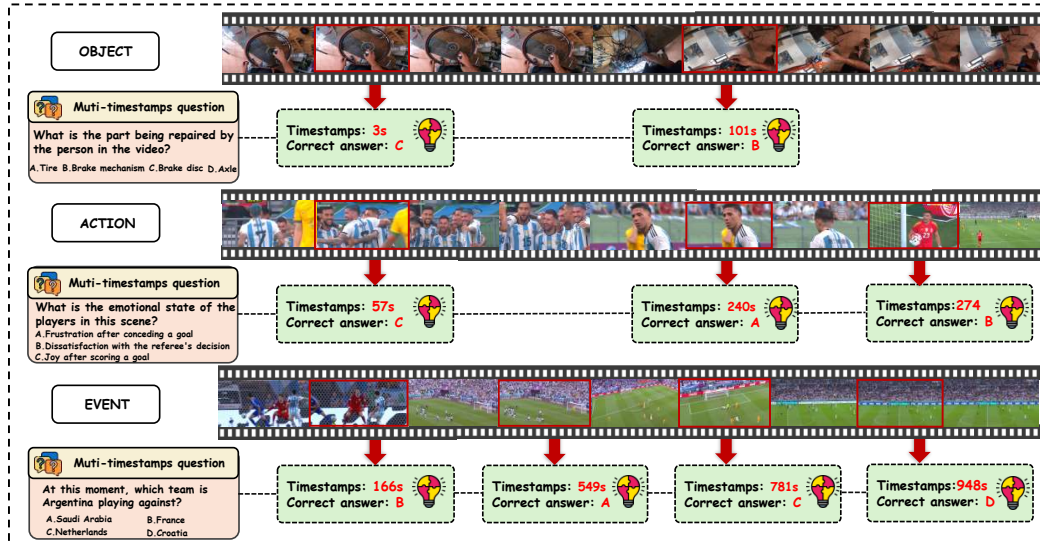 OBJECT
Muti-timestamps question
What is the part being repaired by
the person in the video?
A.Tire B.Brake mechanism C.Brake disc D.Axle
Timestamps: 3s
Correct answer: C
Timestamps: 101s
Correct answer: B
ACTION
Muti-timestamps question
What is the emotional state of the
players in this scene?
A.Frustration after conceding a goal
B.Dissatisfaction with the referee's decision
C.Joy after scoring a goal
Timestamps: 57s
Correct answer: C
Timestamps: 240s
Correct answer: A
Timestamps:274
Correct answer: B
EVENT
Muti-timestamps question
At this moment, which team is
Argentina playing against?
A.Saudi Arabia B.France
C.Netherlands D.Croatia
Timestamps: 166s
Correct answer: B
Timestamps: 549s
Correct answer: A
Timestamps: 781s
Correct answer: C
Timestamps:948s
Correct answer: D